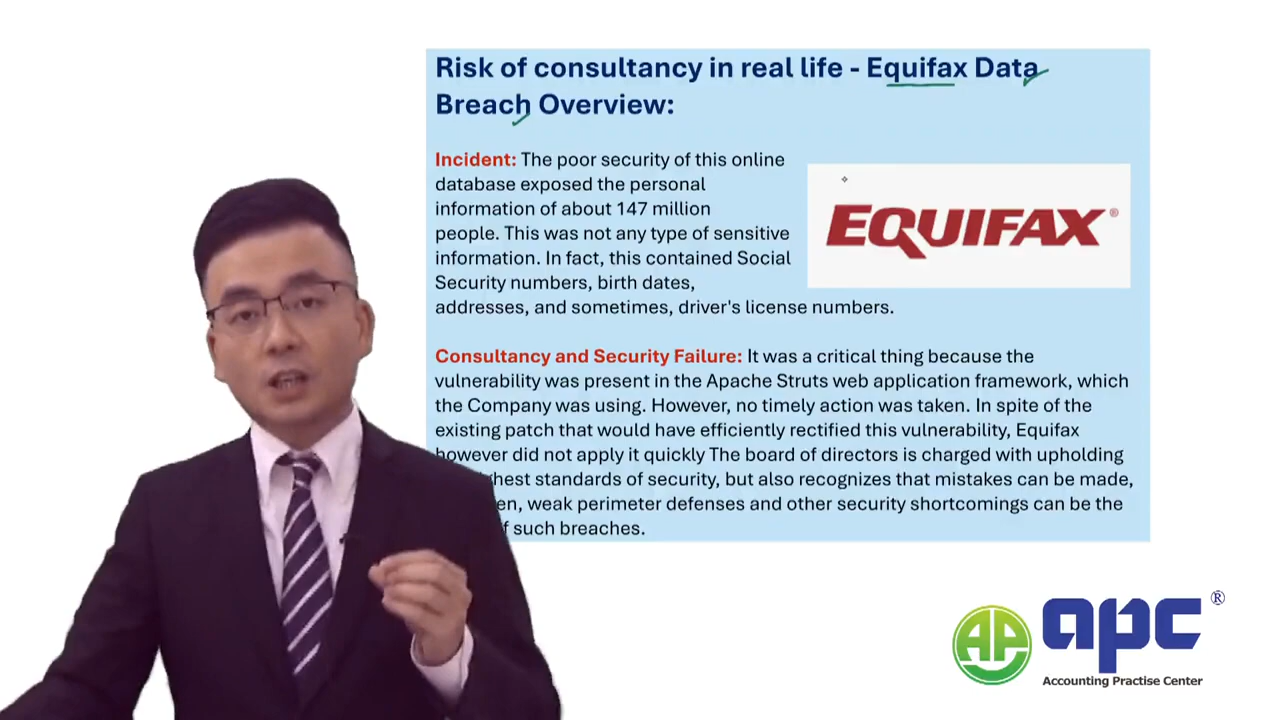 Risk of consultancy in real life - Equifax Data
Breach Overview:
Incident: The poor security of this online
database exposed the personal
information of about 147 million
people. This was not any type of sensitive
information. In fact, this contained Social
Security numbers, birth dates,
addresses, and sometimes, driver's license numbers.
EQUIFAX®
Consultancy and Security Failure: It was a critical thing because the
vulnerability was present in the Apache Struts web application framework, which
the Company was using. However, no timely action was taken. In spite of the
existing patch that would have efficiently rectified this vulnerability, Equifax
however did not apply it quickly The board of directors is charged with upholding
standards of security, but also recognizes that mistakes can be made,
weak perimeter defenses and other security shortcomings can be the
such breaches.
AP
apc®
Accounting Practise Center